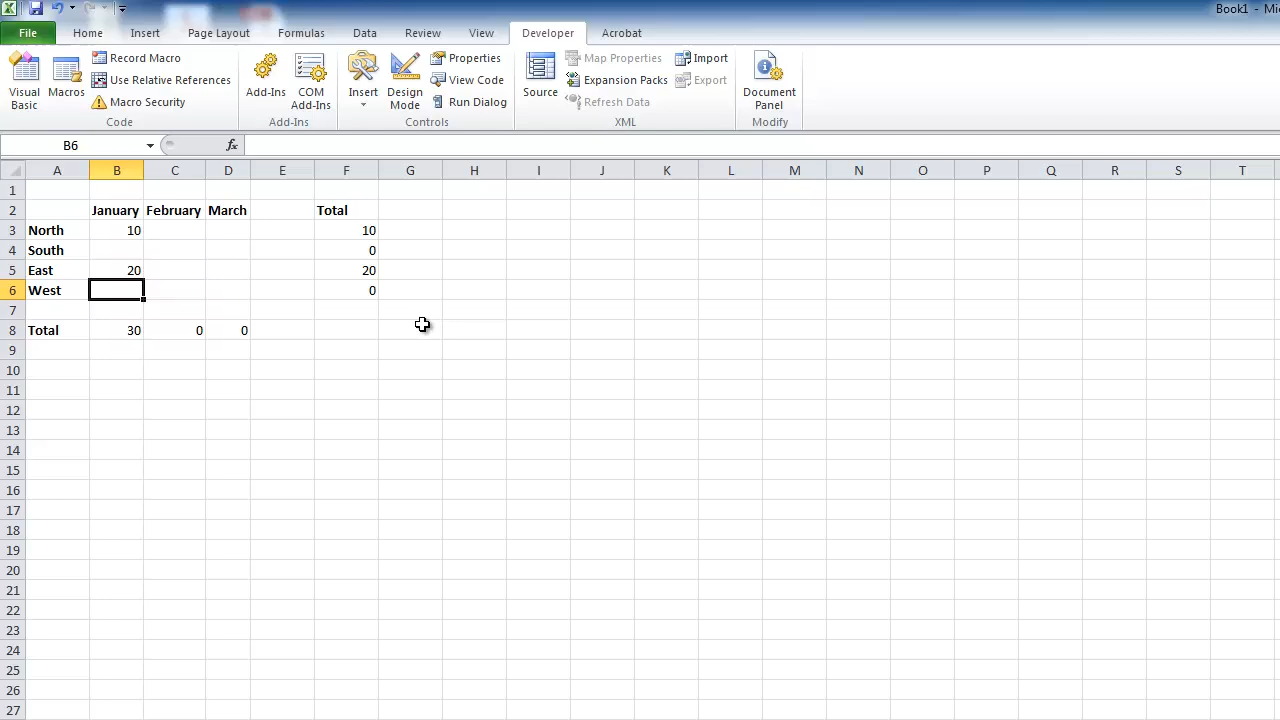 Book1 - Mi
File Home Insert Page Layout Formulas Data Review View Developer Acrobat
Visual Basic
Macros
Record Macro
Use Relative References
Macro Security
Code
Add-Ins
COM Add-Ins
Add-Ins
Insert
Design Mode
Properties
View Code
Run Dialog
Controls
Source
Map Properties
Expansion Packs
Refresh Data
Import
Export
XML
Document Panel
Modify
B6 fx
A B C D E F G H I J K L M N O P Q R S T
1
2 January February March Total
3 North 10 10
4 South 0
5 East 20 20
6 West 0
7
8 Total 30 0 0
9
10
11
12
13
14
15
16
17
18
19
20
21
22
23
24
25
26
27